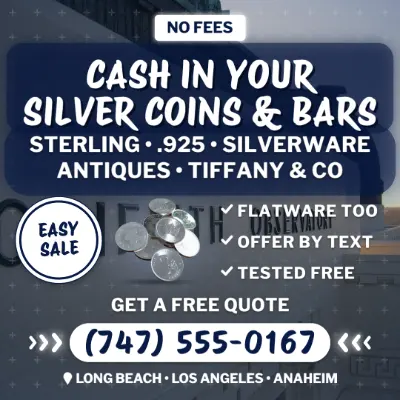 NO FEES
CASH IN YOUR
SILVER COINS & BARS
STERLING • .925 • SILVERWARE
ANTIQUES • TIFFANY & CO
EASY
SALE
✓ FLATWARE TOO
OBSERVATORY
✓ OFFER BY TEXT
✓ TESTED FREE
GET A FREE QUOTE
››› (747) 555-0167 ‹‹‹
LONG BEACH • LOS ANGELES • ANAHEIM